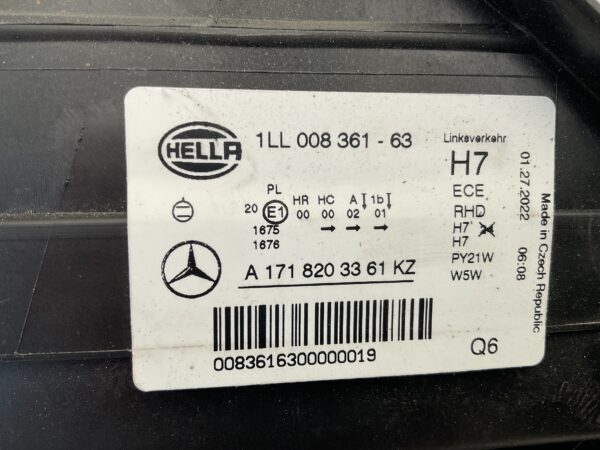 HELLA
1LL 008 361 - 63
Linksverkehr
H7
ECE
RHD
H7
H7
PY21W
W5W
PL
HR HC A 1b
20 E1 00 00 02 01
1675
1676
A 171 820 33 61 KZ
0083616300000019
Q6
01.27.2022 06:08
Made in Czech Republic